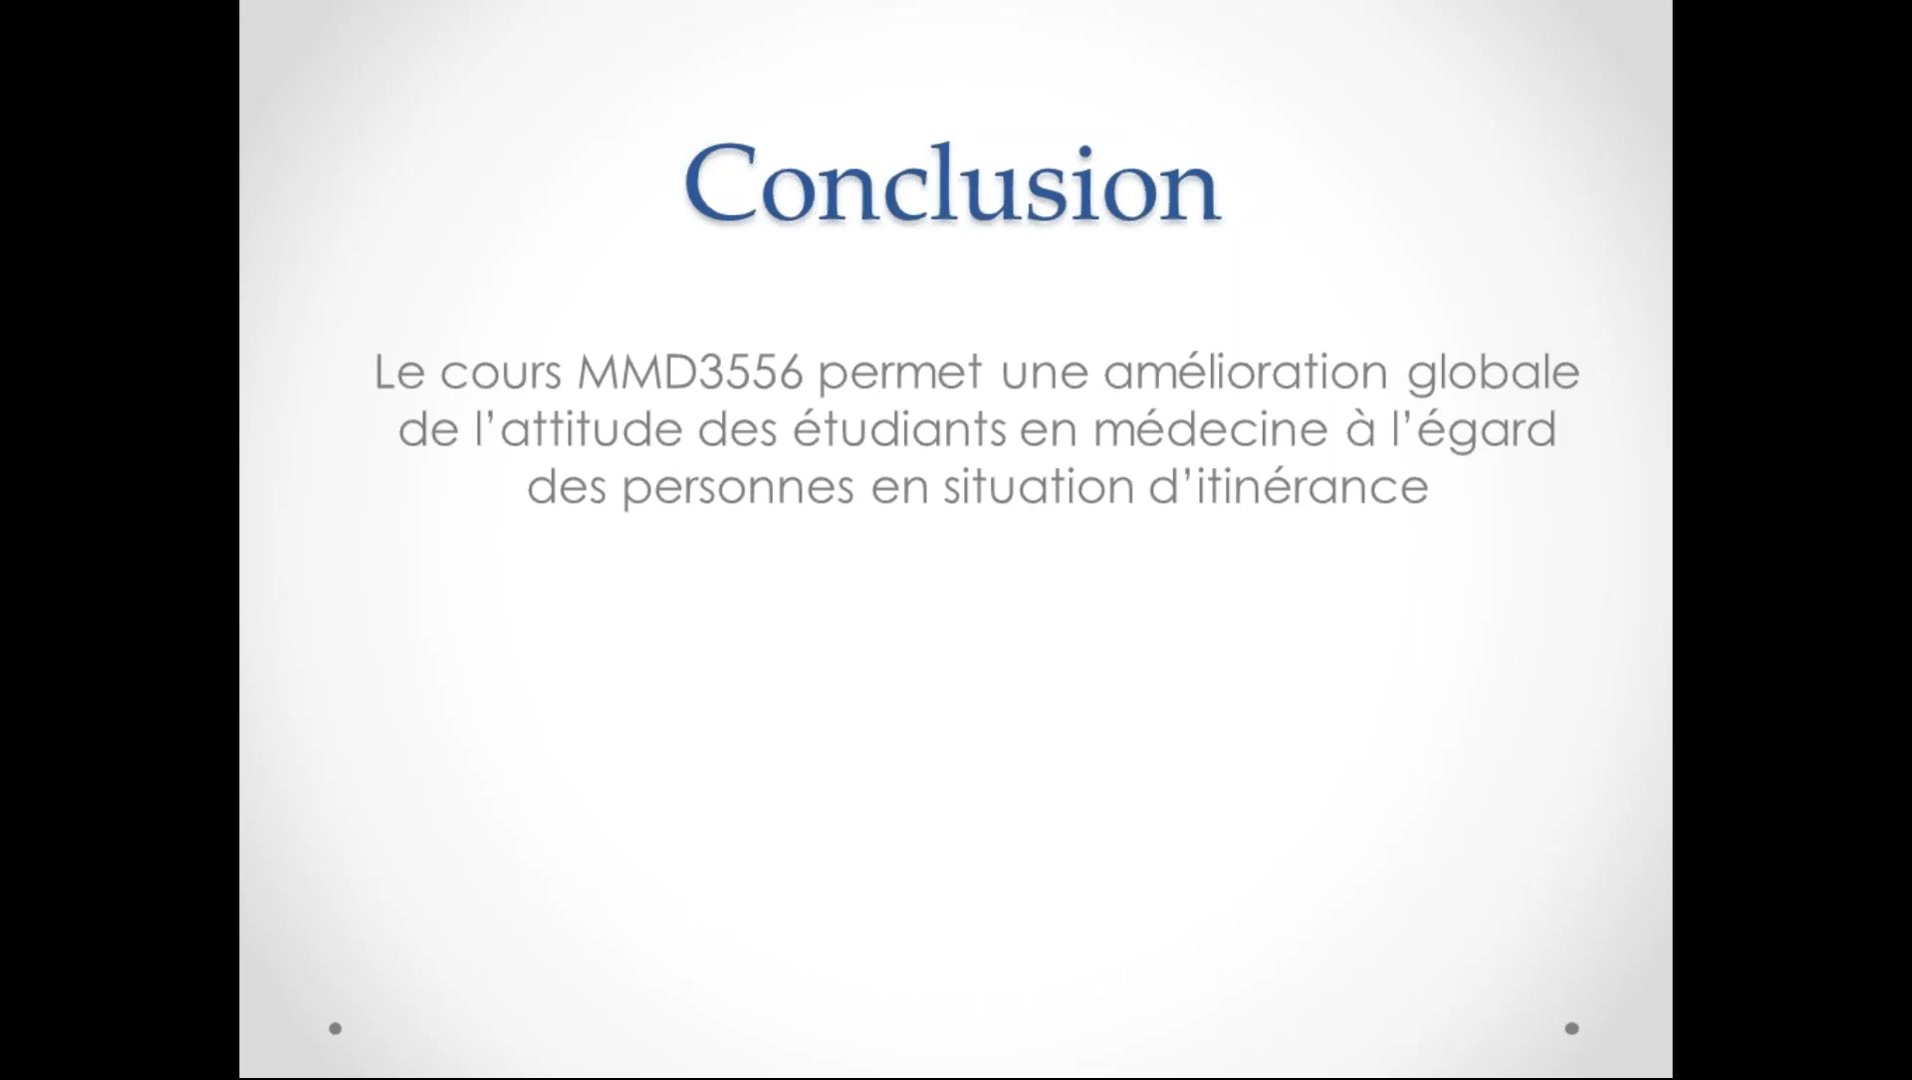 Conclusion
Le cours MMD3556 permet une amélioration globale
de l’attitude des étudiants en médecine à l’égard
des personnes en situation d’itinérance